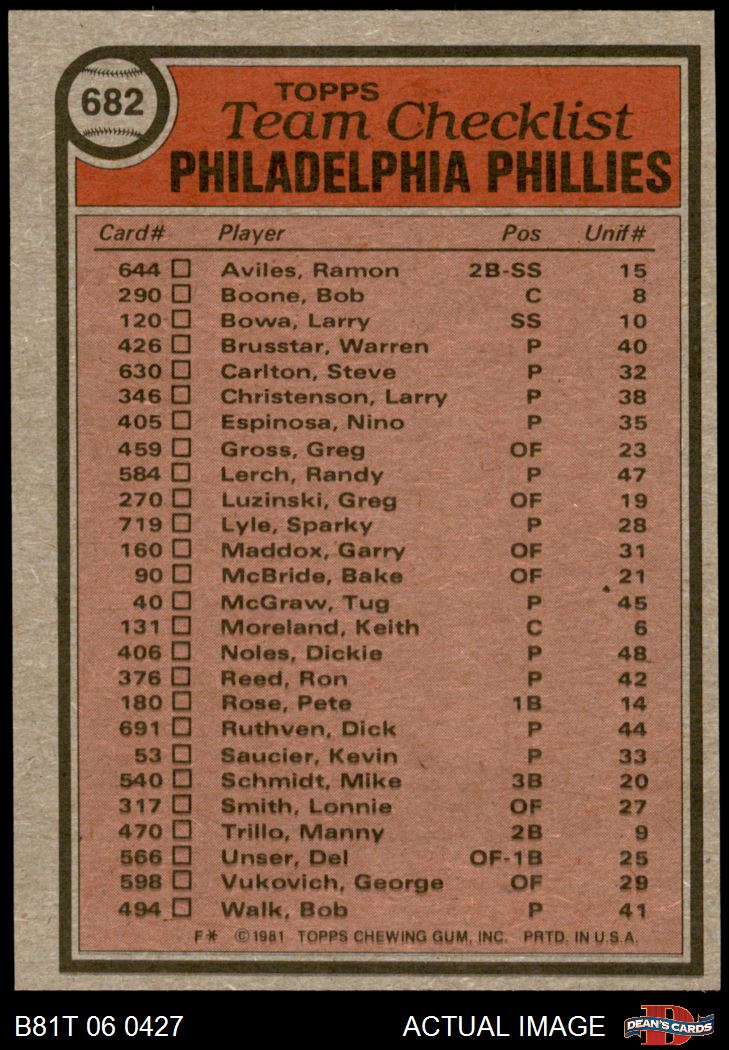 682
TOPPS
Team Checklist
PHILADELPHIA PHILLIES
Card# Player Pos Unif#
644 Aviles, Ramon 2B-SS 15
290 Boone, Bob C 8
120 Bowa, Larry SS 10
426 Brusstar, Warren P 40
630 Carlton, Steve P 32
346 Christenson, Larry P 38
405 Espinosa, Nino P 35
459 Gross, Greg OF 23
584 Lerch, Randy P 47
270 Luzinski, Greg OF 19
719 Lyle, Sparky P 28
160 Maddox, Garry OF 31
90 McBride, Bake OF 21
40 McGraw, Tug P 45
131 Moreland, Keith C 6
406 Noles, Dickie P 48
376 Reed, Ron P 42
180 Rose, Pete 1B 14
691 Ruthven, Dick P 44
53 Saucier, Kevin P 33
540 Schmidt, Mike 3B 20
317 Smith, Lonnie OF 27
470 Trillo, Manny 2B 9
566 Unser, Del OF-1B 25
598 Vukovich, George OF 29
494 Walk, Bob P 41
F* ©1981 TOPPS CHEWING GUM, INC. PRTD. IN U.S.A.
B81T 06 0427 ACTUAL IMAGE DEAN'S CARDS